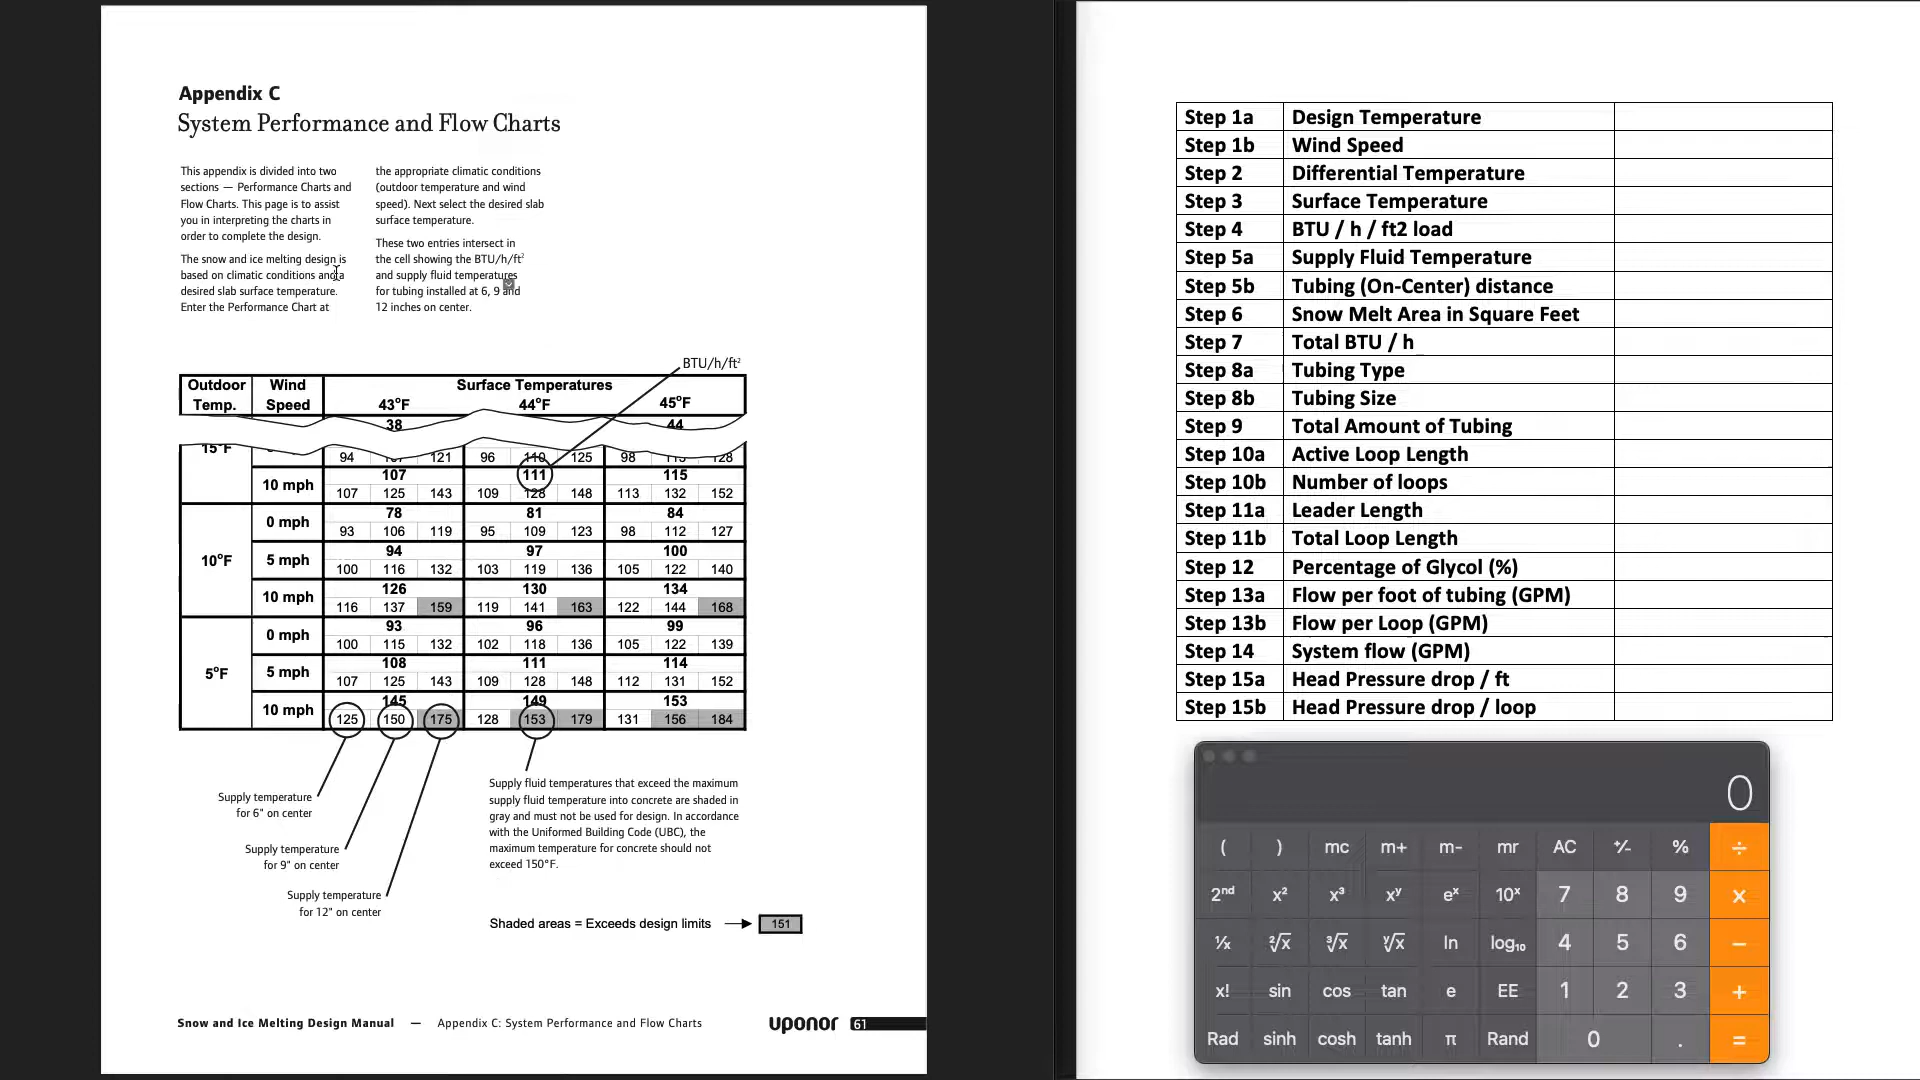 Appendix C
System Performance and Flow Charts
This appendix is divided into two
sections — Performance Charts and
Flow Charts. This page is to assist
you in interpreting the charts in
order to complete the design.
The snow and ice melting design is
based on climatic conditions and a
desired slab surface temperature.
Enter the Performance Chart at
the appropriate climatic conditions
(outdoor temperature and wind
speed). Next select the desired slab
surface temperature.
These two entries intersect in
the cell showing the BTU/h/ft²
and supply fluid temperatures
for tubing installed at 6, 9 and
12 inches on center.
BTU/h/ft²
Outdoor Temp. Wind Speed Surface Temperatures
43°F 44°F 45°F
38 44
15°F
94 121 96 110 125 98 128
10 mph 107 111 115
107 125 143 109 128 148 113 132 152
10°F 0 mph 78 81 84
93 106 119 95 109 123 98 112 127
5 mph 94 97 100
100 116 132 103 119 136 105 122 140
10 mph 126 130 134
116 137 159 119 141 163 122 144 168
5°F 0 mph 93 96 99
100 115 132 102 118 136 105 122 139
5 mph 108 111 114
107 125 143 109 128 148 112 131 152
10 mph 145 149 153
125 150 175 128 153 179 131 156 184
Supply temperature
for 6" on center
Supply temperature
for 9" on center
Supply temperature
for 12" on center
Supply fluid temperatures that exceed the maximum
supply fluid temperature into concrete are shaded in
gray and must not be used for design. In accordance
with the Uniformed Building Code (UBC), the
maximum temperature for concrete should not
exceed 150°F.
Shaded areas = Exceeds design limits 151
Snow and Ice Melting Design Manual — Appendix C: System Performance and Flow Charts uponor 61
Step 1a Design Temperature
Step 1b Wind Speed
Step 2 Differential Temperature
Step 3 Surface Temperature
Step 4 BTU / h / ft2 load
Step 5a Supply Fluid Temperature
Step 5b Tubing (On-Center) distance
Step 6 Snow Melt Area in Square Feet
Step 7 Total BTU / h
Step 8a Tubing Type
Step 8b Tubing Size
Step 9 Total Amount of Tubing
Step 10a Active Loop Length
Step 10b Number of loops
Step 11a Leader Length
Step 11b Total Loop Length
Step 12 Percentage of Glycol (%)
Step 13a Flow per foot of tubing (GPM)
Step 13b Flow per Loop (GPM)
Step 14 System flow (GPM)
Step 15a Head Pressure drop / ft
Step 15b Head Pressure drop / loop
0
( ) mc m+ m- mr AC +/- % ÷
2ⁿᵈ x² x³ xʸ eˣ 10ˣ 7 8 9 ×
1/x ²√x ³√x ʸ√x ln log₁₀ 4 5 6 −
x! sin cos tan e EE 1 2 3 +
Rad sinh cosh tanh π Rand 0 . =